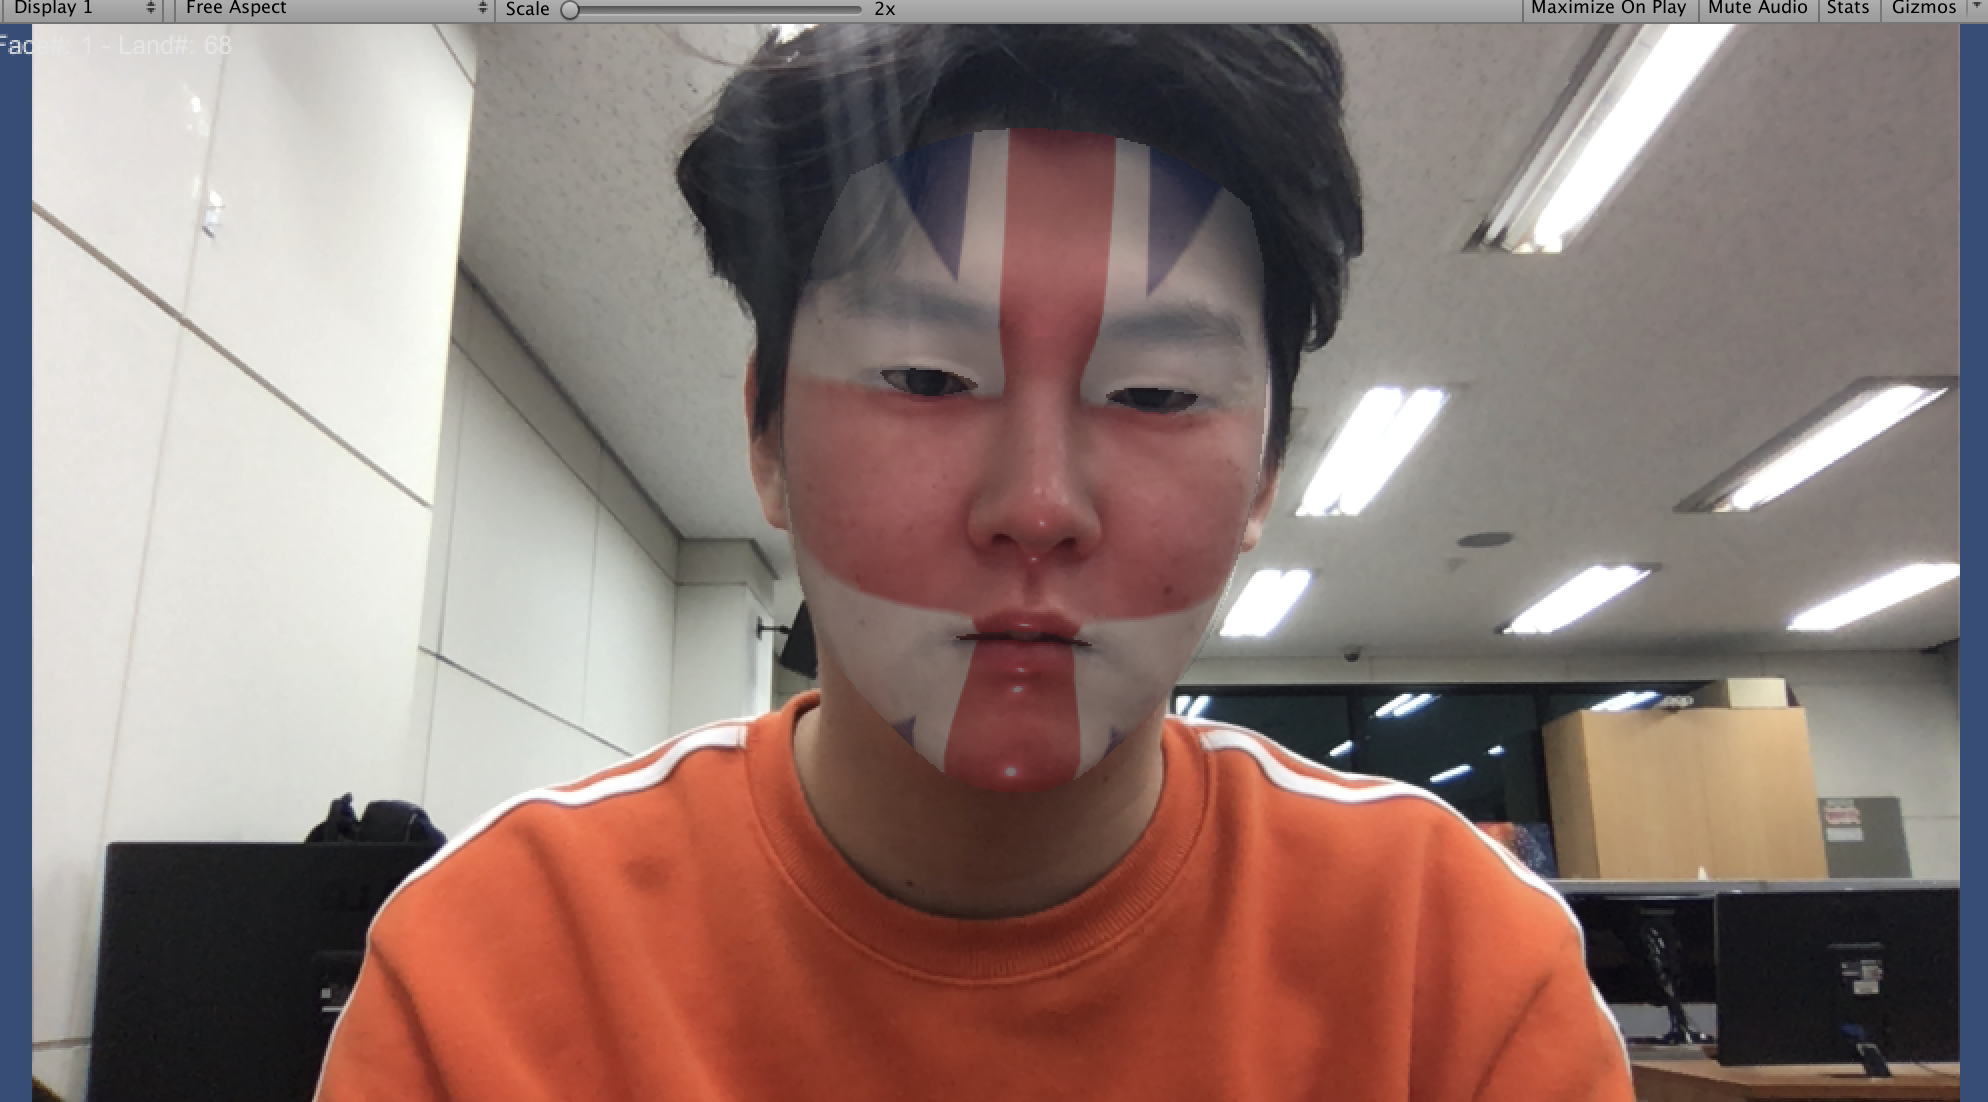 Display 1 Free Aspect Scale 2x Maximize On Play Mute Audio Stats Gizmos
Face#: 1 - Land#: 68